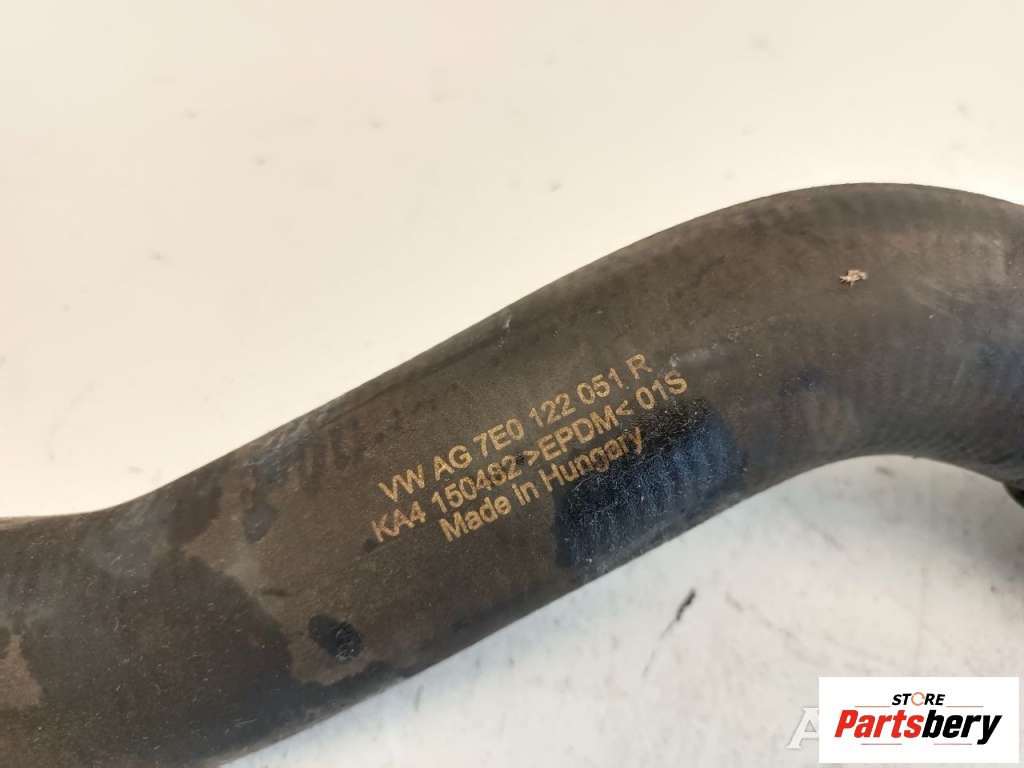 VW AG 7E0 122 051 R
KA4 150482 >EPDM< 01S
Made in Hungary
STORE
Partsbery